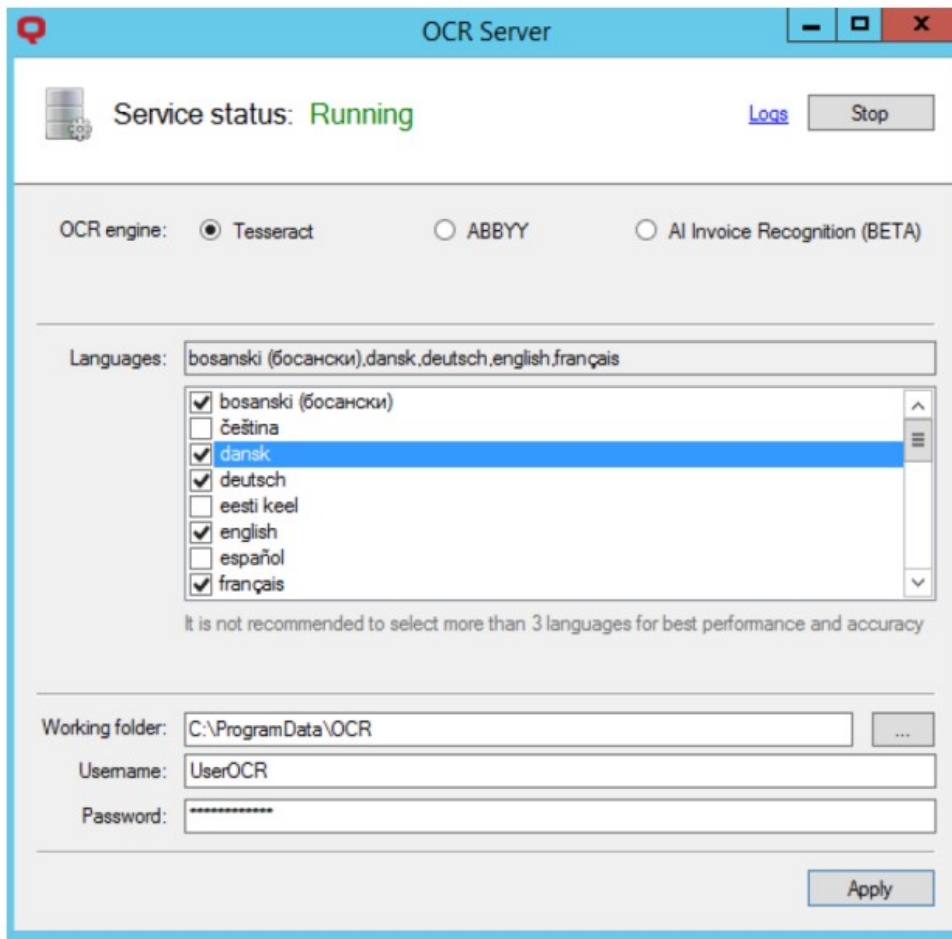 OCR Server
Service status: Running Logs Stop
OCR engine: Tesseract ABBYY AI Invoice Recognition (BETA)
Languages: bosanski (босански),dansk,deutsch,english,français
bosanski (босански)
čeština
dansk
deutsch
eesti keel
english
español
français
It is not recommended to select more than 3 languages for best performance and accuracy
Working folder: C:\ProgramData\OCR ...
Username: UserOCR
Password: *************
Apply